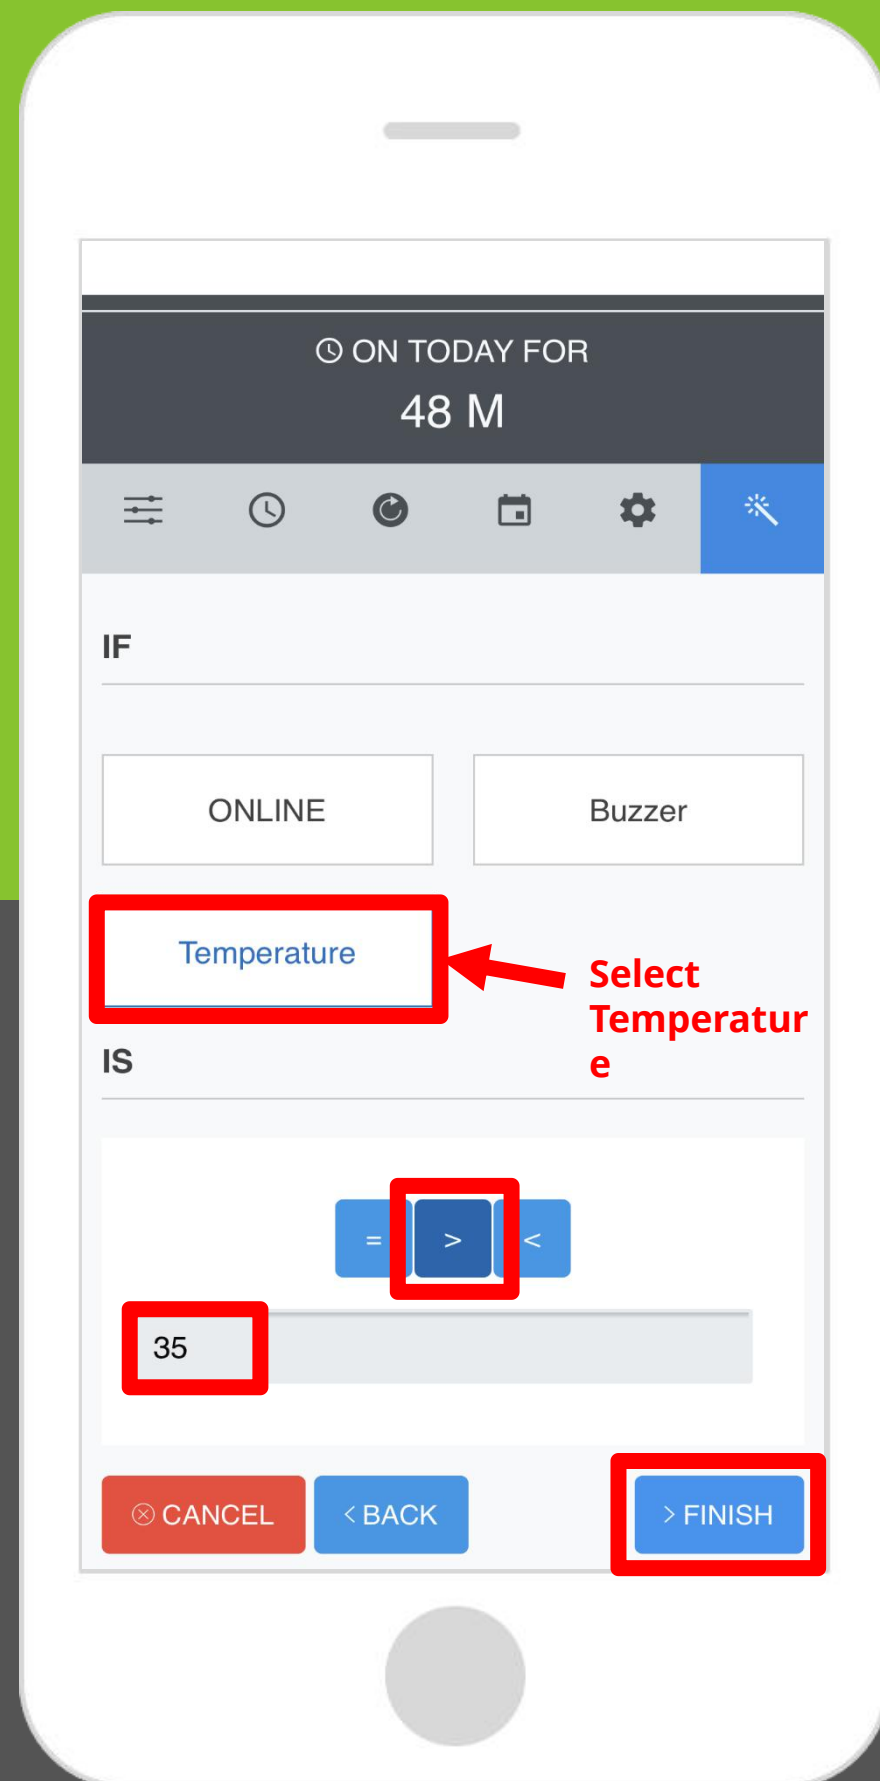 ON TODAY FOR
48 M
IF
ONLINE
Buzzer
Temperature
Select
Temperatur
e
IS
= > <
35
CANCEL
< BACK
> FINISH